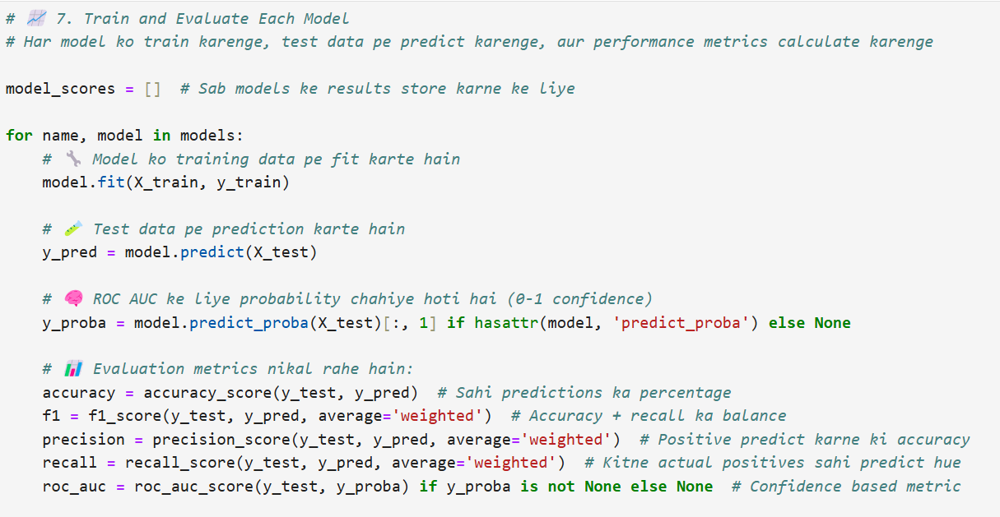 # 📈 7. Train and Evaluate Each Model
# Har model ko train karenge, test data pe predict karenge, aur performance metrics calculate karenge
model_scores = []  # Sab models ke results store karne ke liye
for name, model in models:
    # 🔧 Model ko training data pe fit karte hain
    model.fit(X_train, y_train)
    # 🧪 Test data pe prediction karte hain
    y_pred = model.predict(X_test)
    # 🧠 ROC AUC ke liye probability chahiye hoti hai (0-1 confidence)
    y_proba = model.predict_proba(X_test)[:, 1] if hasattr(model, 'predict_proba') else None
    # 📊 Evaluation metrics nikal rahe hain:
    accuracy = accuracy_score(y_test, y_pred)  # Sahi predictions ka percentage
    f1 = f1_score(y_test, y_pred, average='weighted')  # Accuracy + recall ka balance
    precision = precision_score(y_test, y_pred, average='weighted')  # Positive predict karne ki accuracy
    recall = recall_score(y_test, y_pred, average='weighted')  # Kitne actual positives sahi predict hue
    roc_auc = roc_auc_score(y_test, y_proba) if y_proba is not None else None  # Confidence based metric